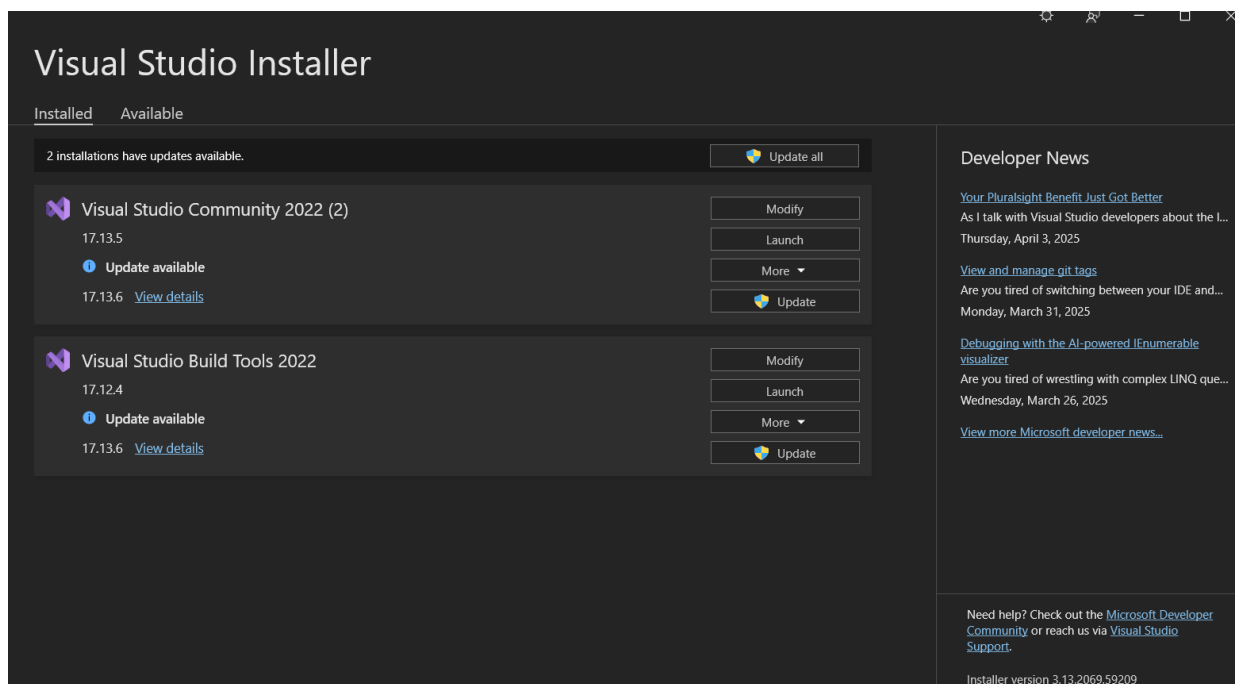 Visual Studio Installer
Installed
Available
2 installations have updates available.
Update all
Visual Studio Community 2022 (2)
17.13.5
Update available
17.13.6 View details
Modify
Launch
More
Update
Visual Studio Build Tools 2022
17.12.4
Update available
17.13.6 View details
Modify
Launch
More
Update
Developer News
Your Pluralsight Benefit Just Got Better
As I talk with Visual Studio developers about the I...
Thursday, April 3, 2025
View and manage git tags
Are you tired of switching between your IDE and...
Monday, March 31, 2025
Debugging with the AI-powered IEnumerable
visualizer
Are you tired of wrestling with complex LINQ que...
Wednesday, March 26, 2025
View more Microsoft developer news...
Need help? Check out the Microsoft Developer
Community or reach us via Visual Studio
Support.
Installer version 3.13.2069.59209